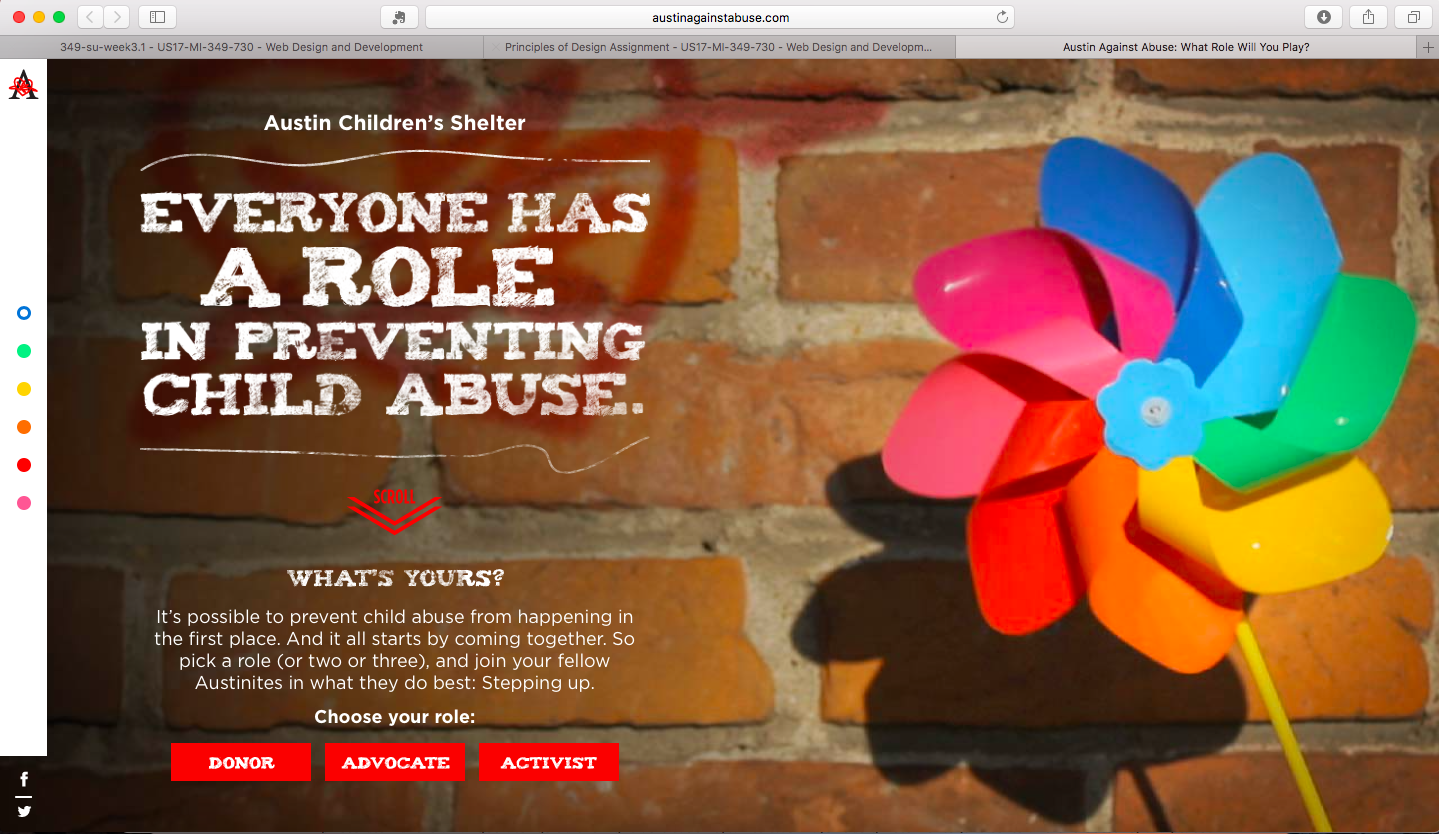 austinagainstabuse.com
349-su-week3.1 - US17-MI-349-730 - Web Design and Development
Principles of Design Assignment - US17-MI-349-730 - Web Design and Developm...
Austin Against Abuse: What Role Will You Play?
A
Austin Children's Shelter
EVERYONE HAS
A ROLE
IN PREVENTING
CHILD ABUSE.
SCROLL
WHAT'S YOURS?
It's possible to prevent child abuse from happening in
the first place. And it all starts by coming together. So
pick a role (or two or three), and join your fellow
Austinites in what they do best: Stepping up.
Choose your role:
DONOR
ADVOCATE
ACTIVIST